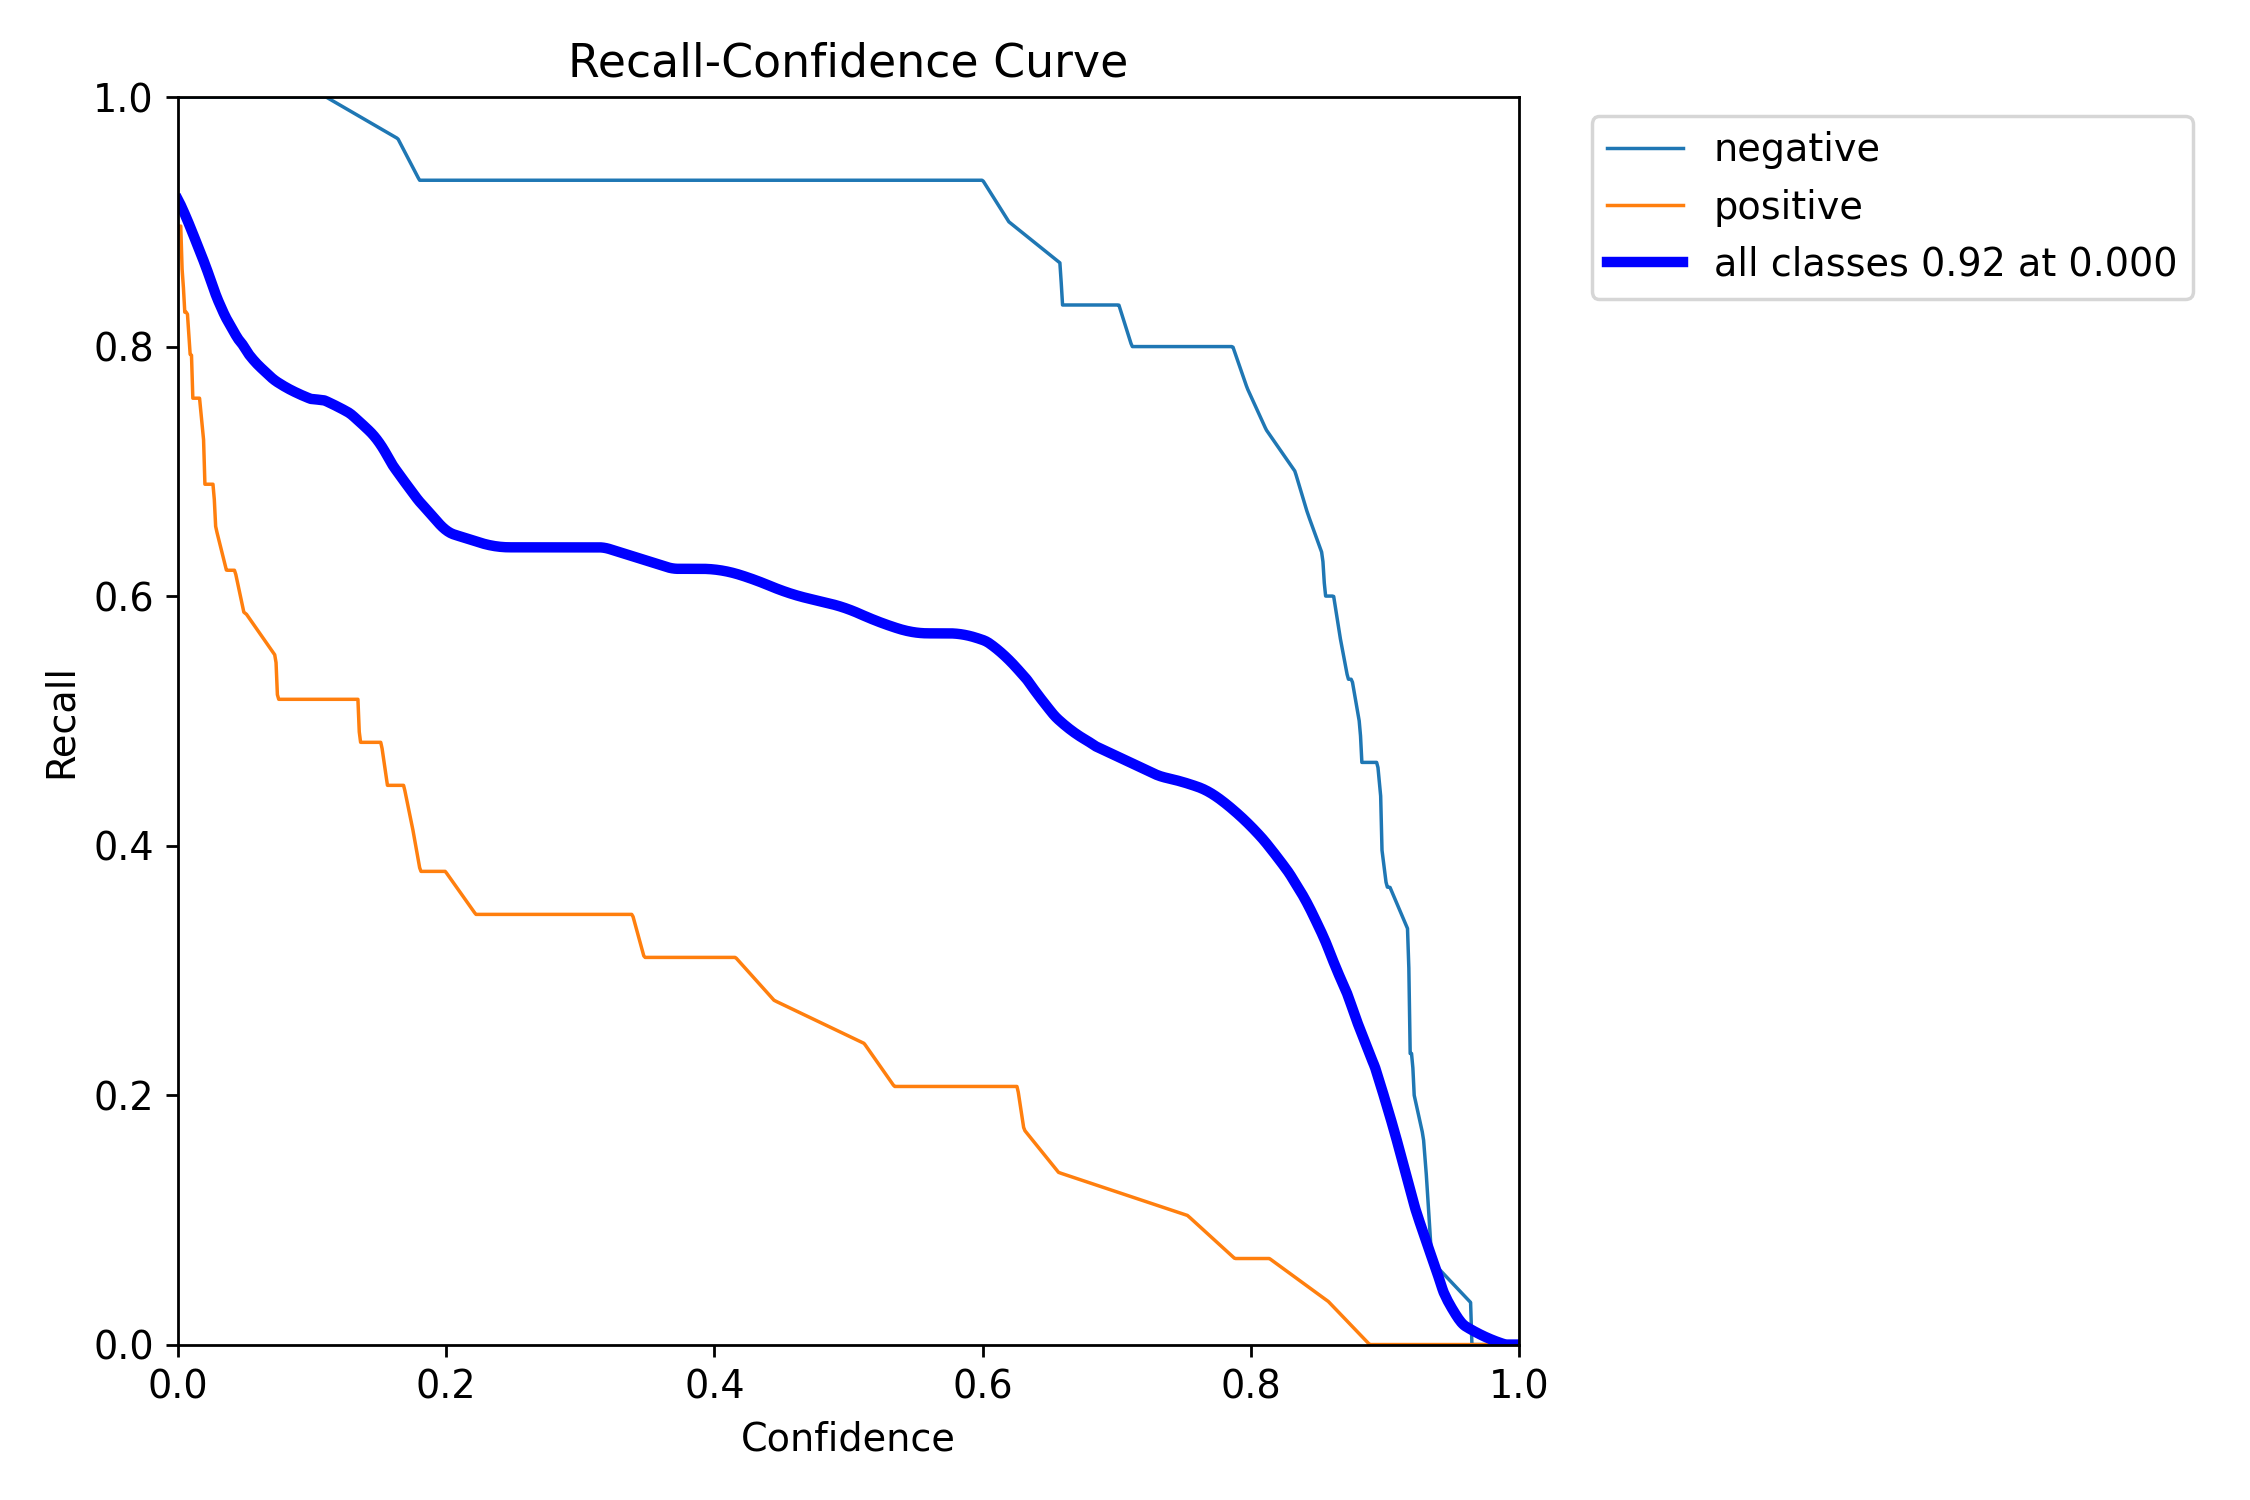 Recall-Confidence Curve
1.0
0.8
0.6
0.4
0.2
0.0
Recall
0.0 0.2 0.4 0.6 0.8 1.0
Confidence
negative
positive
all classes 0.92 at 0.000